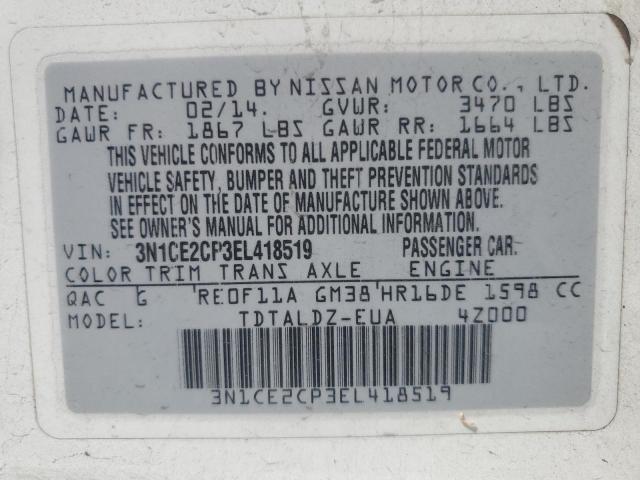 MANUFACTURED BY NISSAN MOTOR CO., LTD.
DATE: 02/14. GVWR: 3470 LBS
GAWR FR: 1867 LBS GAWR RR: 1664 LBS
THIS VEHICLE CONFORMS TO ALL APPLICABLE FEDERAL MOTOR
VEHICLE SAFETY, BUMPER AND THEFT PREVENTION STANDARDS
IN EFFECT ON THE DATE OF MANUFACTURE SHOWN ABOVE.
SEE OWNER'S MANUAL FOR ADDITIONAL INFORMATION.
VIN: 3N1CE2CP3EL418519 PASSENGER CAR.
COLOR TRIM TRANS AXLE ENGINE
QAC G RE0F11A GM38 HR16DE 1598 CC
MODEL: TDTALDZ-EUA 4Z000
3N1CE2CP3EL418519